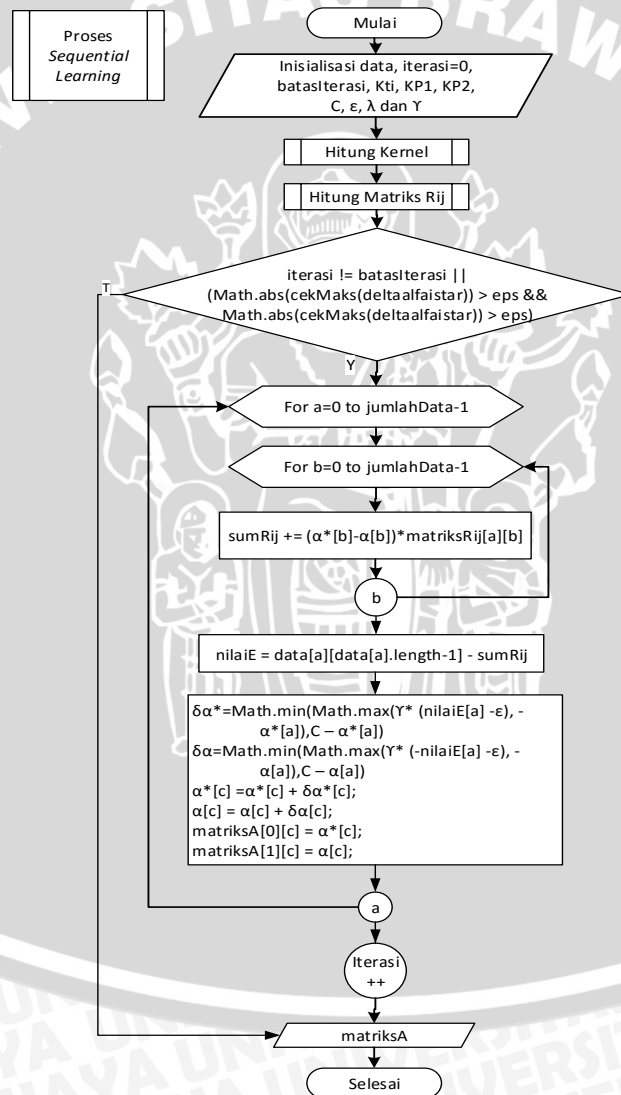 Proses
Sequential
Learning
Mulai
Inisialisasi data, iterasi=0,
batasIterasi, Kti, KP1, KP2,
C, ε, λ dan ϒ
Hitung Kernel
Hitung Matriks Rij
iterasi != batasIterasi ||
(Math.abs(cekMaks(deltaalfaistar)) > eps &&
Math.abs(cekMaks(deltaalfaistar) > eps)
T
Y
For a=0 to jumlahData-1
For b=0 to jumlahData-1
sumRij += (α*[b]-α[b])*matriksRij[a][b]
b
nilaiE = data[a][data[a].length-1] - sumRij
δα*=Math.min(Math.max(ϒ* (nilaiE[a] -ε), -
α*[a]),C – α*[a])
δα=Math.min(Math.max(ϒ* (-nilaiE[a] -ε), -
α[a]),C – α[a])
α*[c] =α*[c] + δα*[c];
α[c] = α[c] + δα[c];
matriksA[0][c] = α*[c];
matriksA[1][c] = α[c];
a
Iterasi
++
matriksA
Selesai